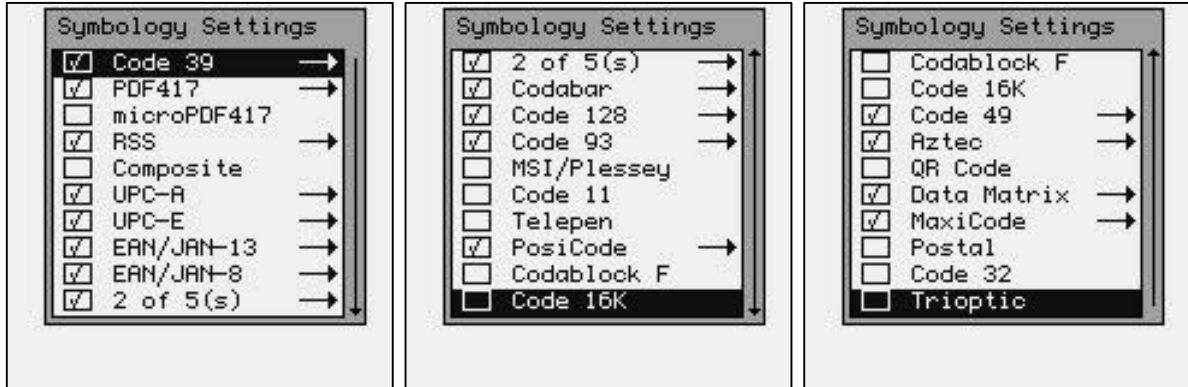 Symbology Settings
Code 39
PDF417
microPDF417
RSS
Composite
UPC-A
UPC-E
EAN/JAN-13
EAN/JAN-8
2 of 5(s)
Symbology Settings
2 of 5(s)
Codabar
Code 128
Code 93
MSI/Plessey
Code 11
Telepen
PosiCode
Codablock F
Code 16K
Symbology Settings
Codablock F
Code 16K
Code 49
Aztec
QR Code
Data Matrix
MaxiCode
Postal
Code 32
Trioptic